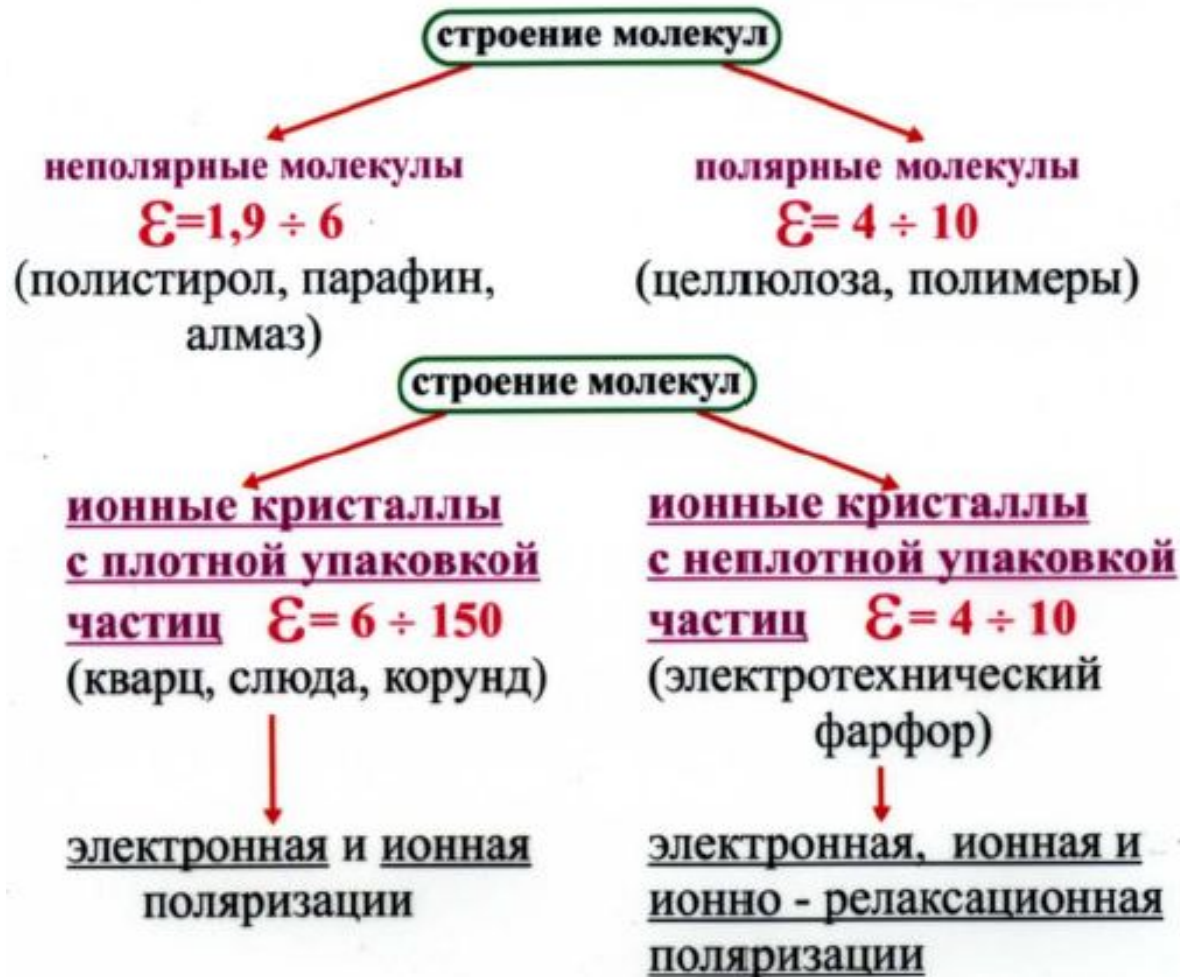 строение молекул
неполярные молекулы
ε=1,9 ÷ 6
(полистирол, парафин,
алмаз)
полярные молекулы
ε= 4 ÷ 10
(целлюлоза, полимеры)
строение молекул
ионные кристаллы
с плотной упаковкой
частиц ε= 6 ÷ 150
(кварц, слюда, корунд)
электронная и ионная
поляризации
ионные кристаллы
с неплотной упаковкой
частиц ε= 4 ÷ 10
(электротехнический
фарфор)
электронная, ионная и
ионно - релаксационная
поляризации